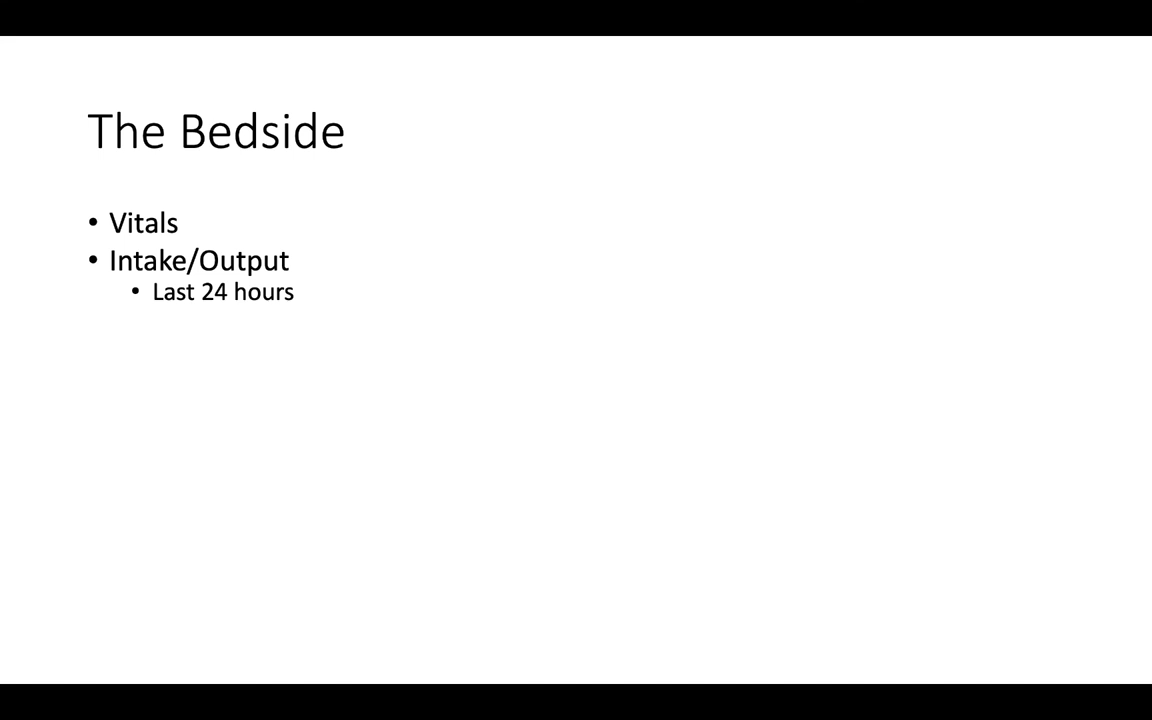 The Bedside
• Vitals
• Intake/Output
• Last 24 hours